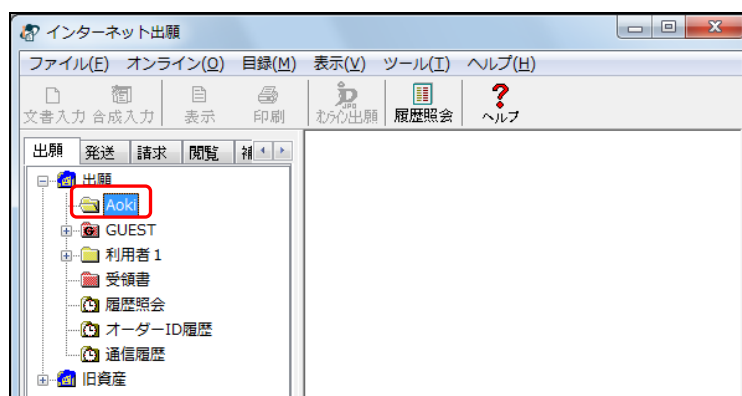 インターネット出願
ファイル(F) オンライン(O) 目録(M) 表示(V) ツール(T) ヘルプ(H)
文書入力 合成入力 表示 印刷 オンライン出願 履歴照会 ヘルプ
出願 発送 請求 閲覧
出願
Aoki
GUEST
利用者1
受領書
履歴照会
オーダーID履歴
通信履歴
旧資産